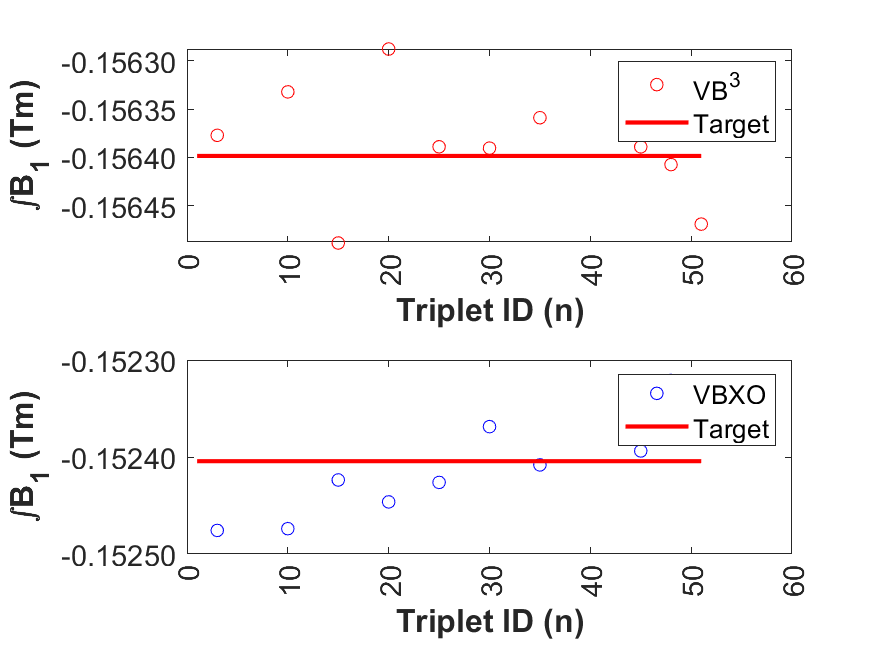 -0.15630
-0.15635
-0.15640
-0.15645
∫B₁ (Tm)
VB³
Target
0 10 20 30 40 50 60
Triplet ID (n)
-0.15230
-0.15240
-0.15250
∫B₁ (Tm)
VBXO
Target
0 10 20 30 40 50 60
Triplet ID (n)